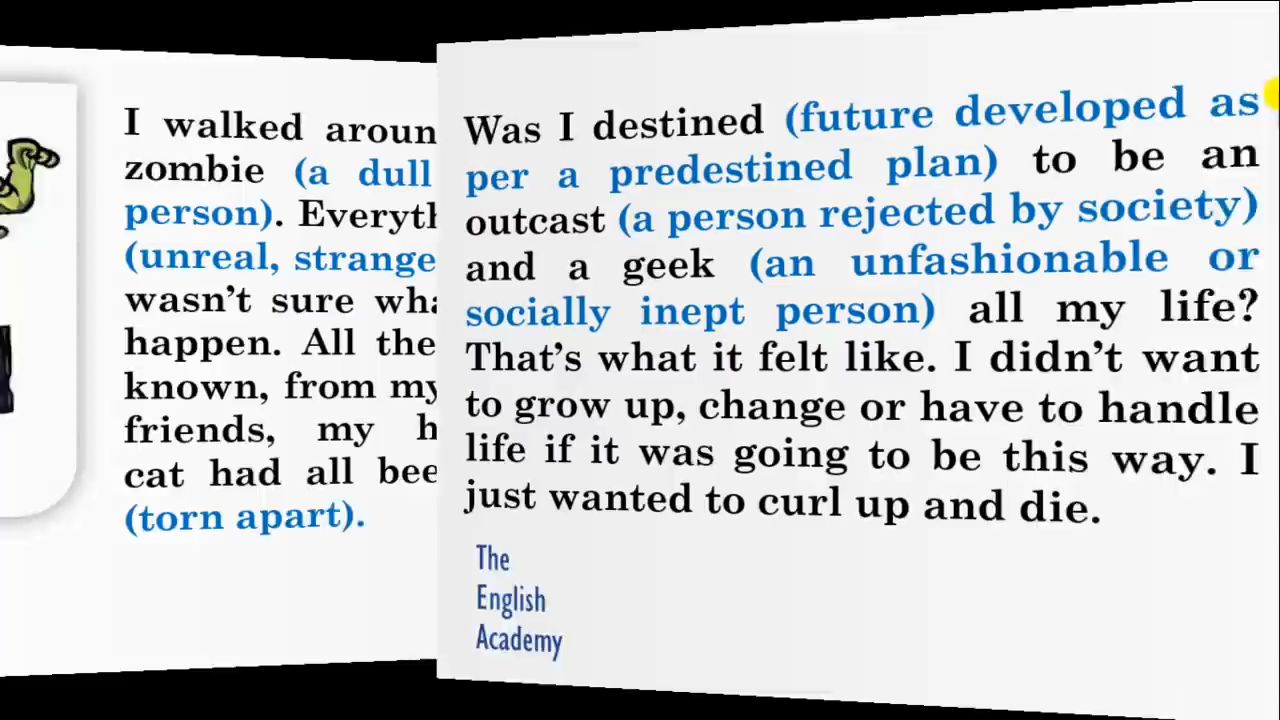 I walked aroun
zombie (a dull
person). Everyth
(unreal, strange
wasn't sure wha
happen. All the
known, from my
friends, my h
cat had all bee
(torn apart).
Was I destined (future developed as
per a predestined plan) to be an
outcast (a person rejected by society)
and a geek (an unfashionable or
socially inept person) all my life?
That's what it felt like. I didn't want
to grow up, change or have to handle
life if it was going to be this way. I
just wanted to curl up and die.
The
English
Academy